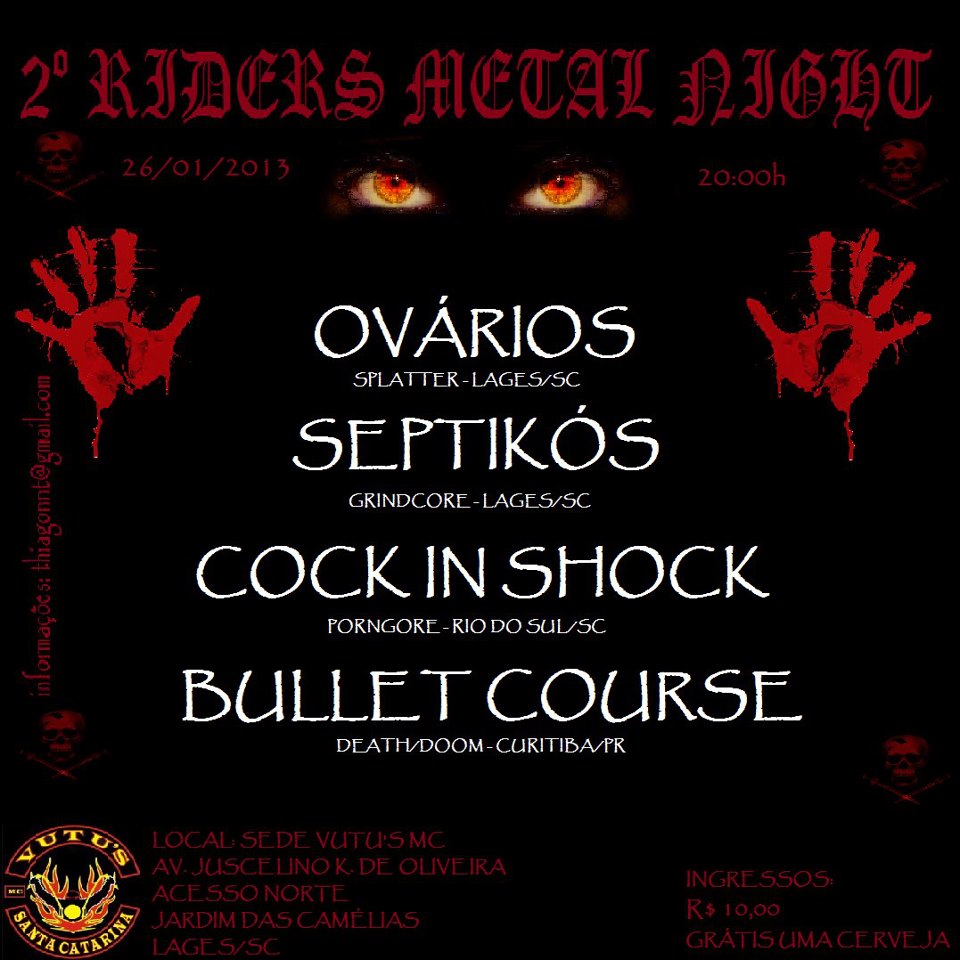 2º RIDERS METAL NIGHT
26/01/2013
20:00h
OVÁRIOS
SPLATTER - LAGES/SC
SEPTIKÓS
GRINDCORE - LAGES/SC
COCK IN SHOCK
PORNGORE - RIO DO SUL/SC
BULLET COURSE
DEATH/DOOM - CURITIBA/PR
informações: thiagonnt@gmail.com
VUTU'S
MC
SANTA CATARINA
LOCAL: SEDE VUTU'S MC
AV. JUSCELINO K. DE OLIVEIRA
ACESSO NORTE
JARDIM DAS CAMÉLIAS
LAGES/SC
INGRESSOS:
R$ 10,00
GRÁTIS UMA CERVEJA